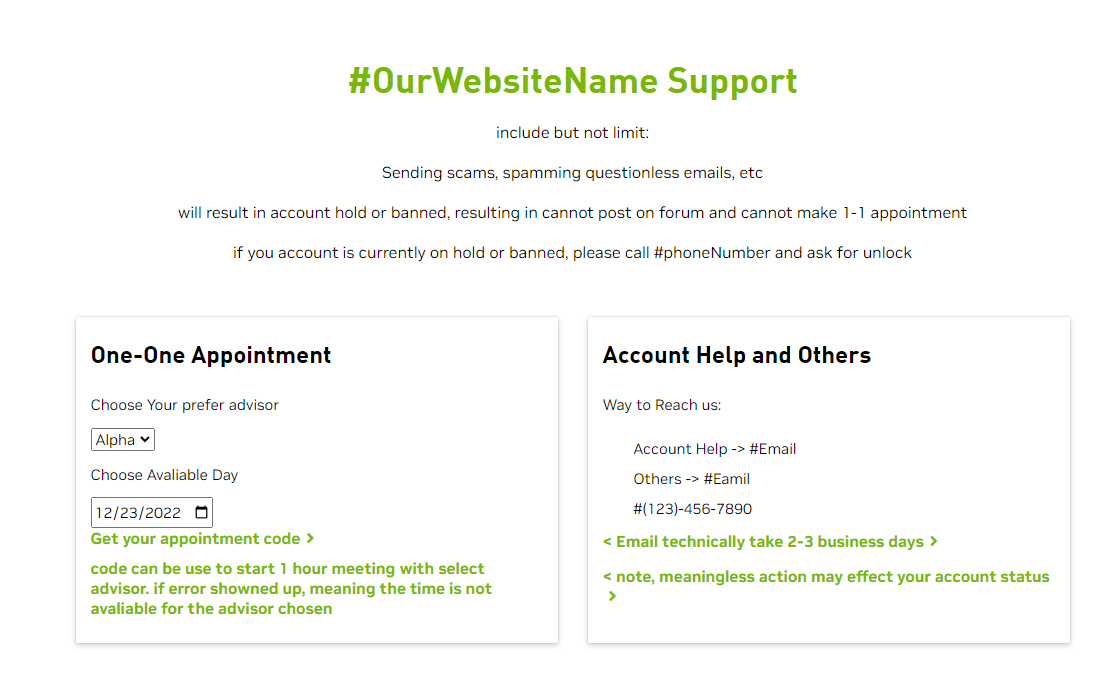 #OurWebsiteName Support
include but not limit:
Sending scams, spamming questionless emails, etc
will result in account hold or banned, resulting in cannot post on forum and cannot make 1-1 appointment
if you account is currently on hold or banned, please call #phoneNumber and ask for unlock
One-One Appointment
Choose Your prefer advisor
Alpha
Choose Avaliable Day
12/23/2022
Get your appointment code >
code can be use to start 1 hour meeting with select
advisor. if error showned up, meaning the time is not
avaliable for the advisor chosen
Account Help and Others
Way to Reach us:
Account Help -> #Email
Others -> #Eamil
#(123)-456-7890
< Email technically take 2-3 business days >
< note, meaningless action may effect your account status
>